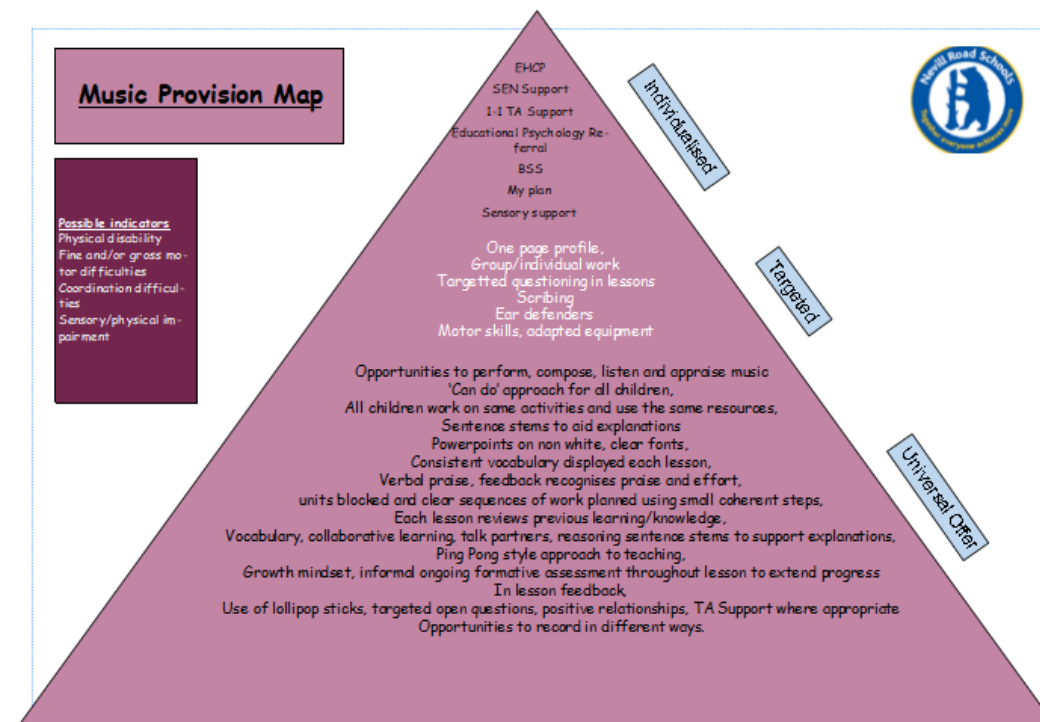 Music Provision Map
Possible indicators
Physical disability
Fine and/or gross mo-
tor difficulties
Coordination difficul-
ties
Sensory/physical im-
pairment
EHCP
SEN Support
1-1 TA Support
Educational Psychology Re-
ferral
BSS
My plan
Sensory support
Individualised
Nevill Road Schools
Together everyone achieves more
One page profile,
Group/individual work
Targetted questioning in lessons
Scribing
Ear defenders
Motor skills, adapted equipment
Targeted
Opportunities to perform, compose, listen and appraise music
‘Can do’ approach for all children,
All children work on same activities and use the same resources,
Sentence stems to aid explanations
Powerpoints on non white, clear fonts,
Consistent vocabulary displayed each lesson,
Verbal praise, feedback recognises praise and effort,
units blocked and clear sequences of work planned using small coherent steps,
Each lesson reviews previous learning/knowledge,
Vocabulary, collaborative learning, talk partners, reasoning sentence stems to support explanations,
Ping Pong style approach to teaching,
Growth mindset, informal ongoing formative assessment throughout lesson to extend progress
In lesson feedback,
Use of lollipop sticks, targeted open questions, positive relationships, TA Support where appropriate
Opportunities to record in different ways.
Universal Offer